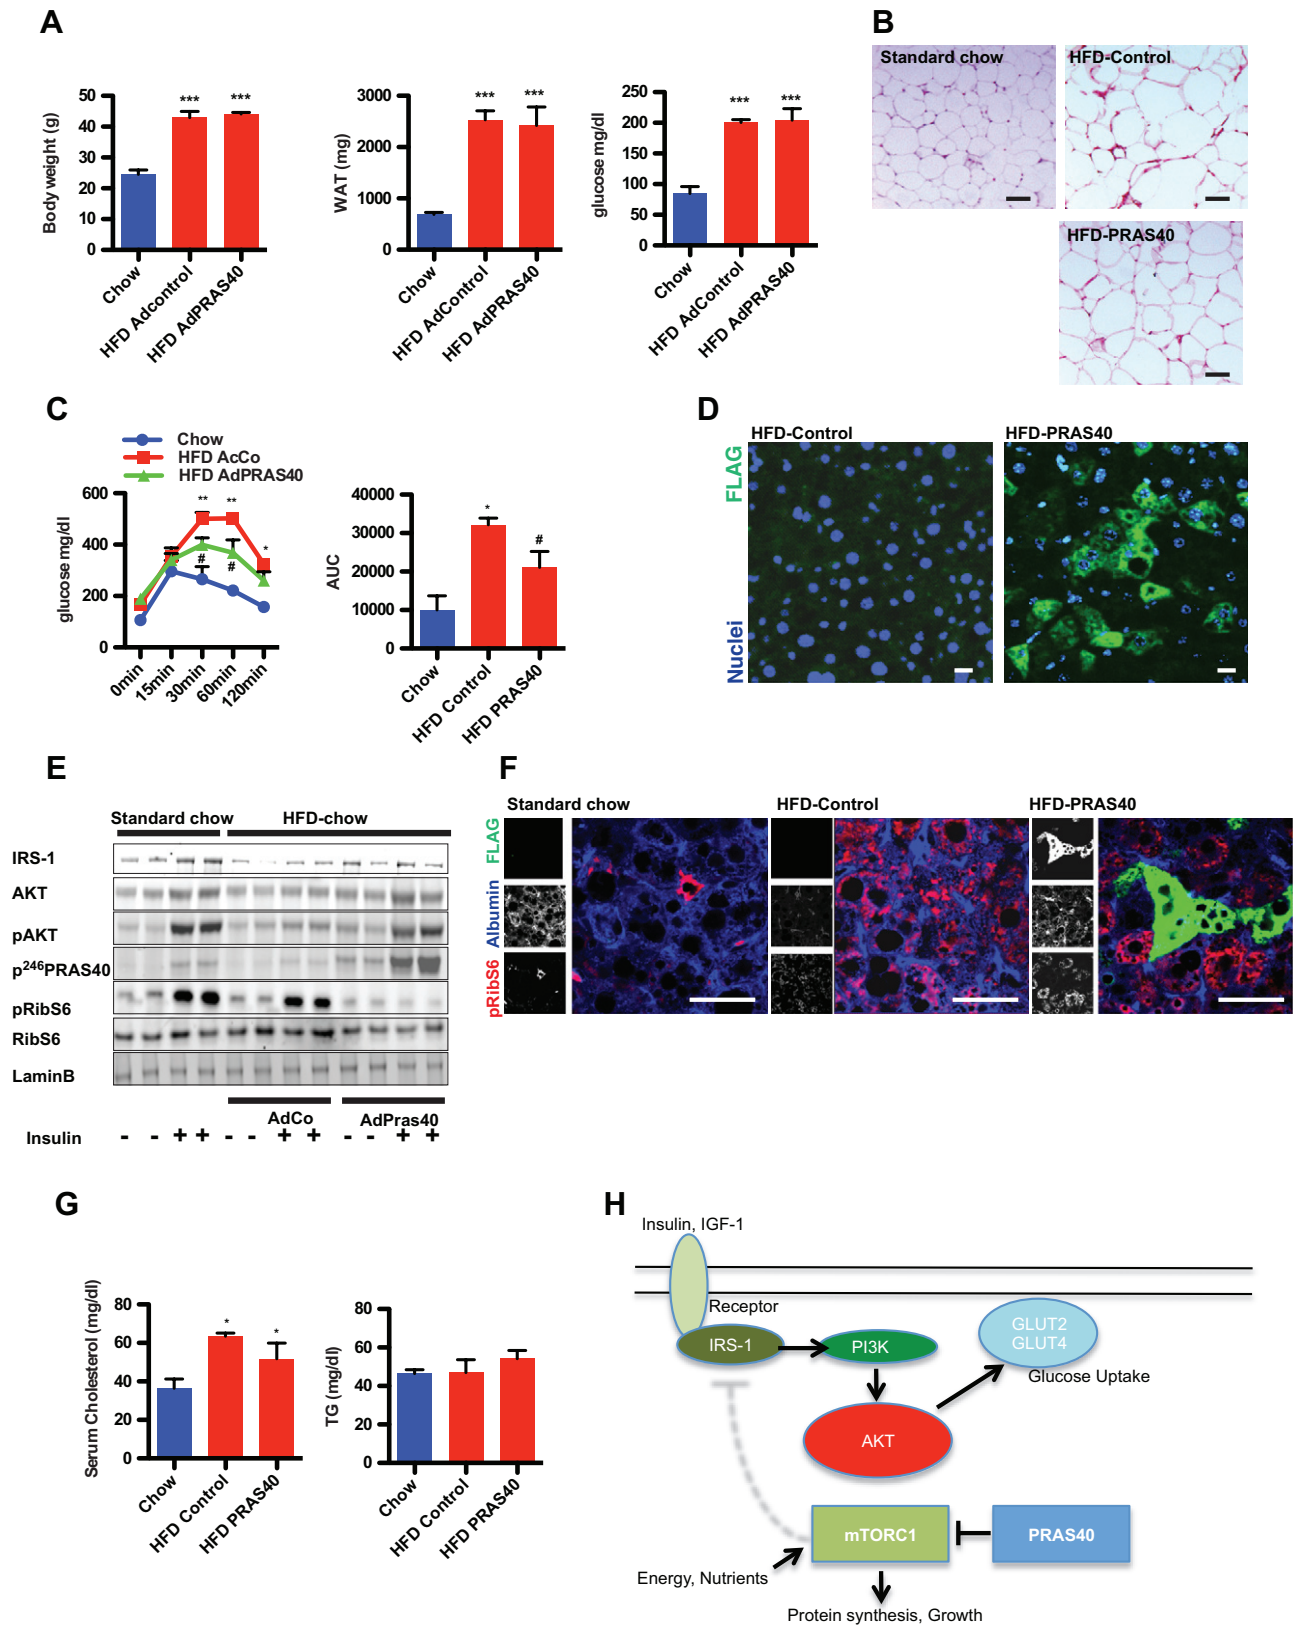 A
Body weight (g)
50
40
30
20
10
0
***
***
Chow
HFD Adcontrol
HFD AdPRAS40
WAT (mg)
3000
2000
1000
0
***
***
Chow
HFD AdControl
HFD AdPRAS40
glucose mg/dl
250
200
150
100
50
0
***
***
Chow
HFD AdControl
HFD AdPRAS40
B
Standard chow
HFD-Control
HFD-PRAS40
C
Chow
HFD AcCo
HFD AdPRAS40
glucose mg/dl
600
400
200
0
**
**
*
#
#
0min
15min
30min
60min
120min
AUC
40000
30000
20000
10000
0
*
#
Chow
HFD Control
HFD PRAS40
D
HFD-Control
HFD-PRAS40
FLAG
Nuclei
E
Standard chow
HFD-chow
IRS-1
AKT
pAKT
p246PRAS40
pRibS6
RibS6
LaminB
AdCo
AdPras40
Insulin - - + + - - + + - - + +
F
Standard chow
HFD-Control
HFD-PRAS40
FLAG
Albumin
pRibS6
G
Serum Cholesterol (mg/dl)
80
60
40
20
0
*
*
Chow
HFD Control
HFD PRAS40
TG (mg/dl)
80
60
40
20
0
Chow
HFD Control
HFD PRAS40
H
Insulin, IGF-1
Receptor
IRS-1
PI3K
GLUT2
GLUT4
Glucose Uptake
AKT
mTORC1
PRAS40
Energy, Nutrients
Protein synthesis, Growth